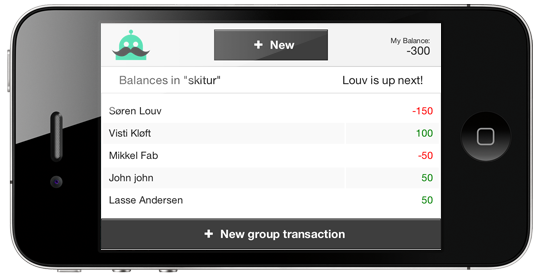 + New
My Balance:
-300
Balances in "skitur" Louv is up next!
Søren Louv -150
Visti Kløft 100
Mikkel Fab -50
John john 50
Lasse Andersen 50
+ New group transaction